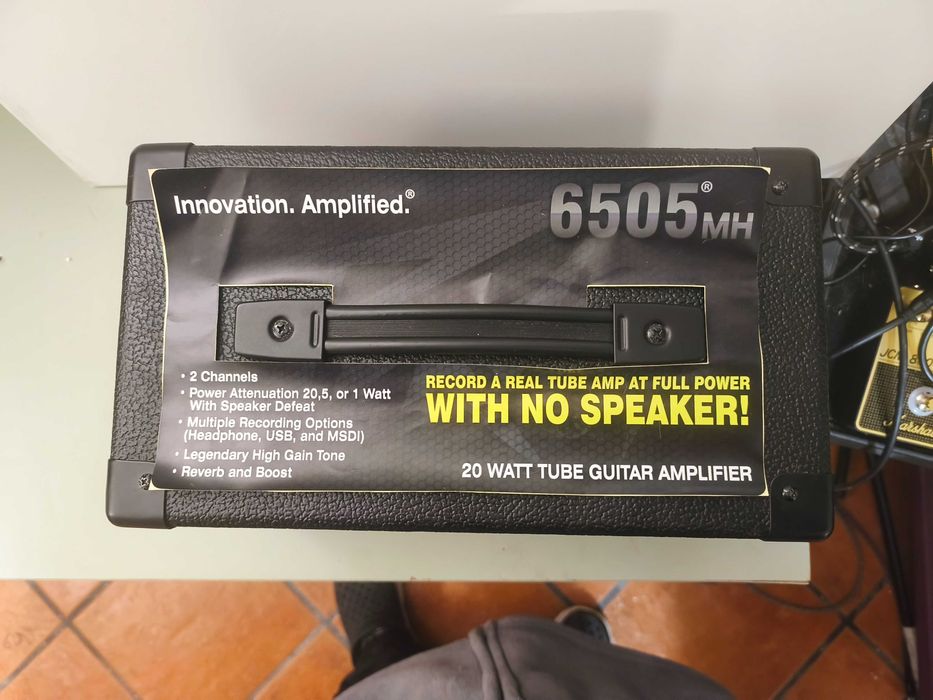 Innovation. Amplified.®
6505® MH
• 2 Channels
• Power Attenuation 20,5, or 1 Watt
With Speaker Defeat
• Multiple Recording Options
(Headphone, USB, and MSDI)
• Legendary High Gain Tone
• Reverb and Boost
RECORD A REAL TUBE AMP AT FULL POWER
WITH NO SPEAKER!
20 WATT TUBE GUITAR AMPLIFIER
JCM